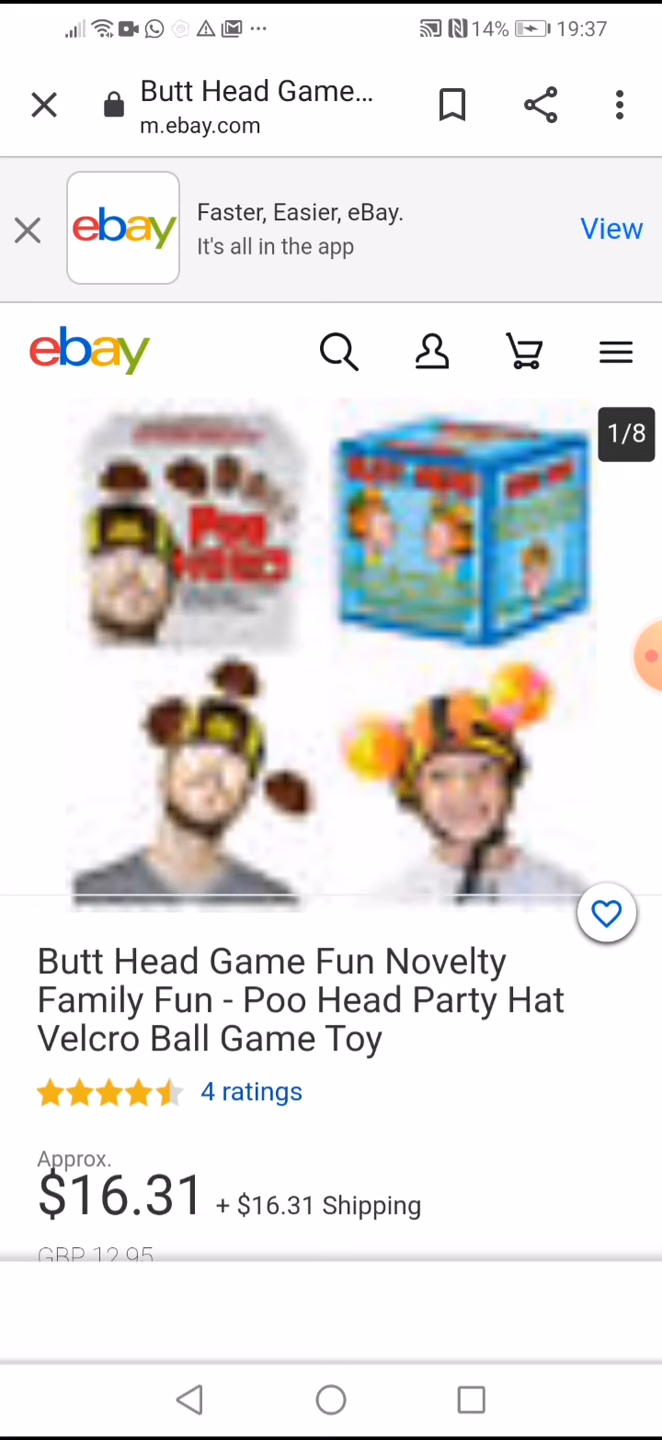 14% 19:37
Butt Head Game...
m.ebay.com
ebay
Faster, Easier, eBay.
It's all in the app
View
ebay
1/8
POO
HEAD
Butt Head Game Fun Novelty
Family Fun - Poo Head Party Hat
Velcro Ball Game Toy
4 ratings
Approx.
$16.31 + $16.31 Shipping
GBP 12.95